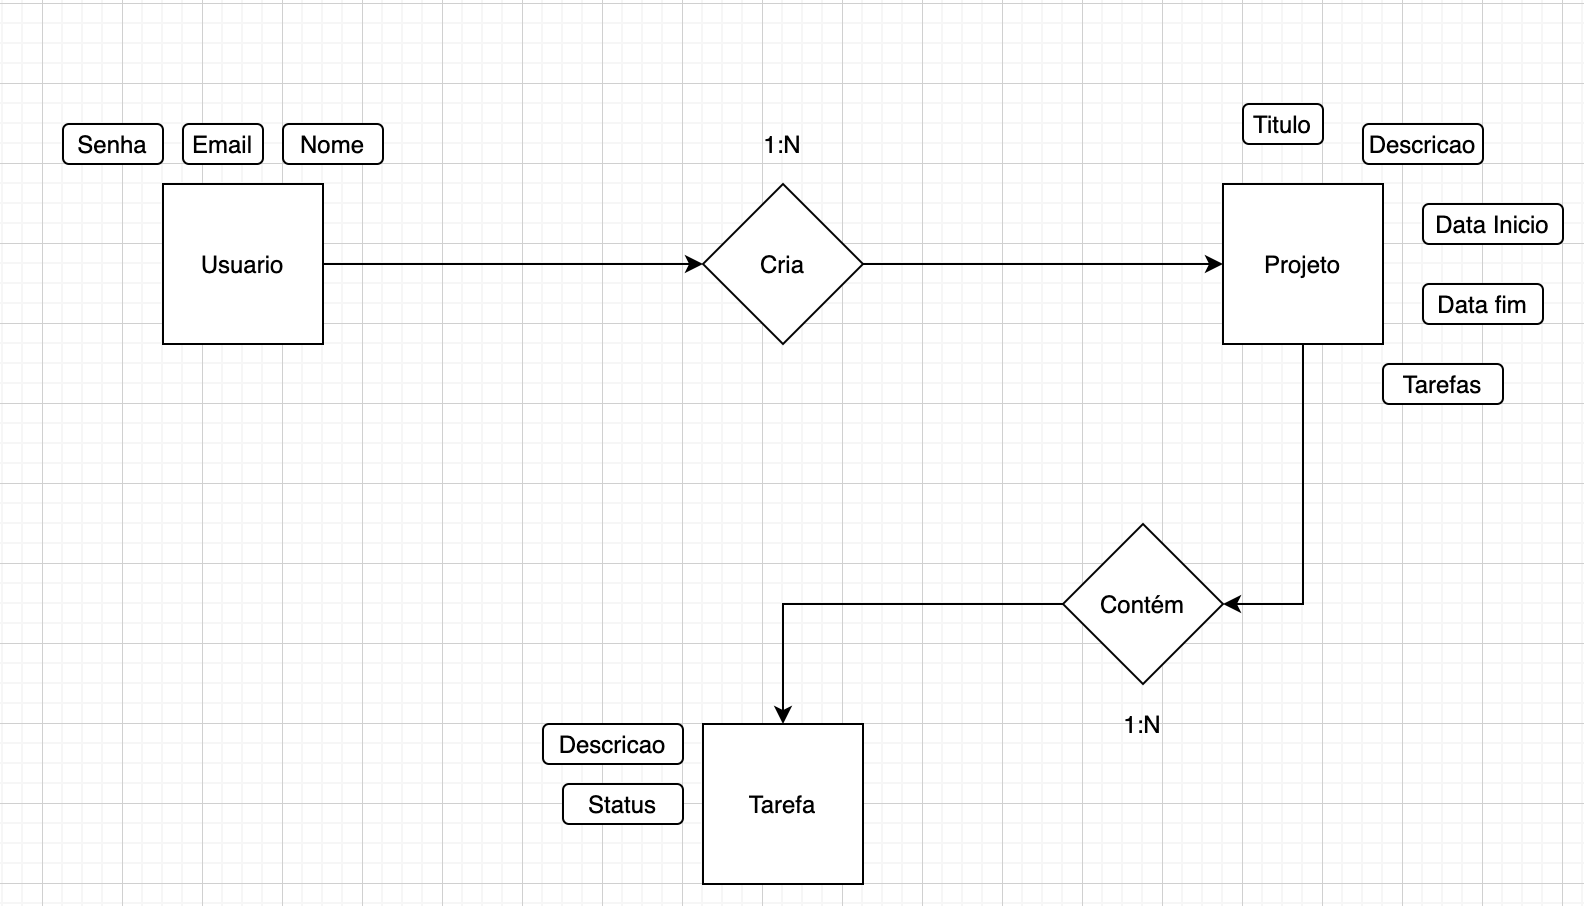 Senha
Email
Nome
1:N
Titulo
Descricao
Usuario
Cria
Projeto
Data Inicio
Data fim
Tarefas
Contém
1:N
Descricao
Status
Tarefa